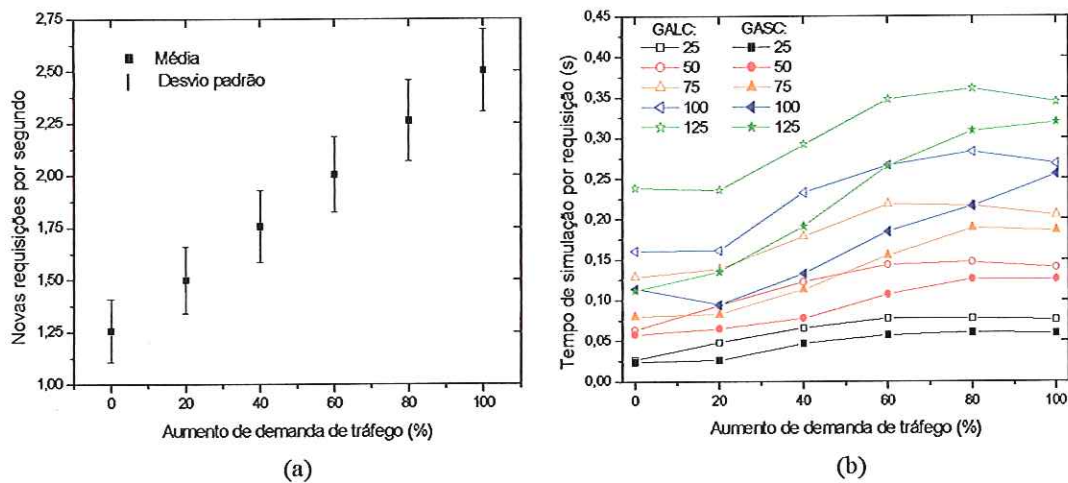 2,75
2,50
2,25
2,00
1,75
1,50
1,25
1,00
Novas requisições por segundo
Média
Desvio padrão
0 20 40 60 80 100
Aumento de demanda de tráfego (%)
(a)
0,45
0,40
0,35
0,30
0,25
0,20
0,15
0,10
0,05
0,00
Tempo de simulação por requisição (s)
GALC: GASC:
25 25
50 50
75 75
100 100
125 125
0 20 40 60 80 100
Aumento de demanda de tráfego (%)
(b)